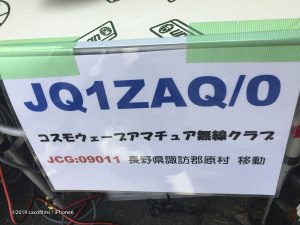 JQ1ZAQ/0
コスモウェーブアマチュア無線クラブ
JCG:09011 長野県諏訪郡原村 移動
©2019 Lacofilms / iPhone6